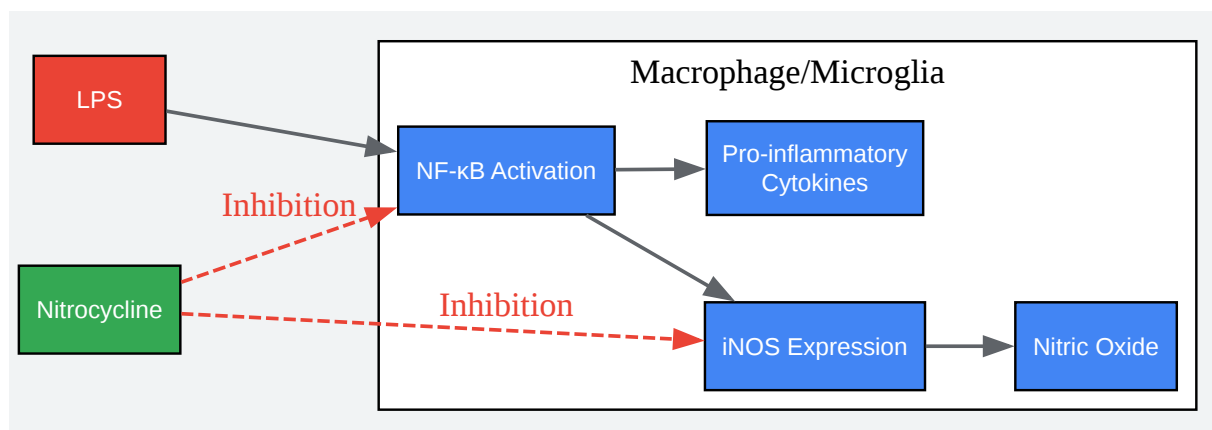 Macrophage/Microglia
LPS
NF-κB Activation
Pro-inflammatory
Cytokines
Inhibition
Nitrocycline
Inhibition
iNOS Expression
Nitric Oxide